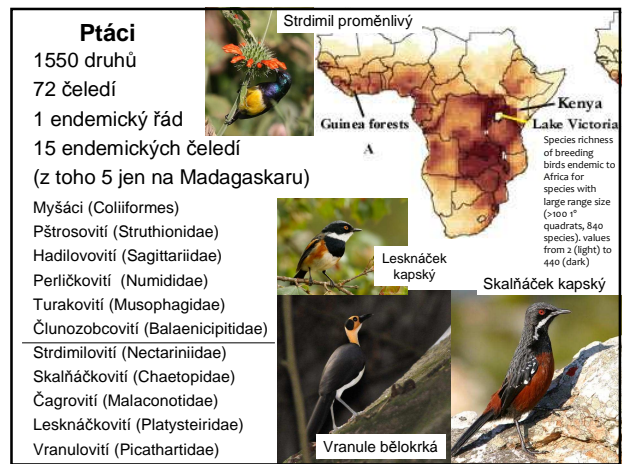 Ptáci
1550 druhů
72 čeledí
1 endemický řád
15 endemických čeledí
(z toho 5 jen na Madagaskaru)
Myšáci (Coliiformes)
Pštrosovití (Struthionidae)
Hadilovovití (Sagittariidae)
Perličkovití (Numididae)
Turakovití (Musophagidae)
Člunozobcovití (Balaenicipitidae)
Strdimilovití (Nectariniidae)
Skalňáčkovití (Chaetopidae)
Čagrovití (Malaconotidae)
Lesknáčkovití (Platysteiridae)
Vranulovití (Picathartidae)
Strdimil proměnlivý
Kenya
Guinea forests
Lake Victoria
A
Species richness
of breeding
birds endemic to
Africa for
species with
large range size
(>100 1°
quadrats, 840
species). values
from 2 (light) to
440 (dark)
Lesknáček
kapský
Skalňáček kapský
Vranule bělokrká